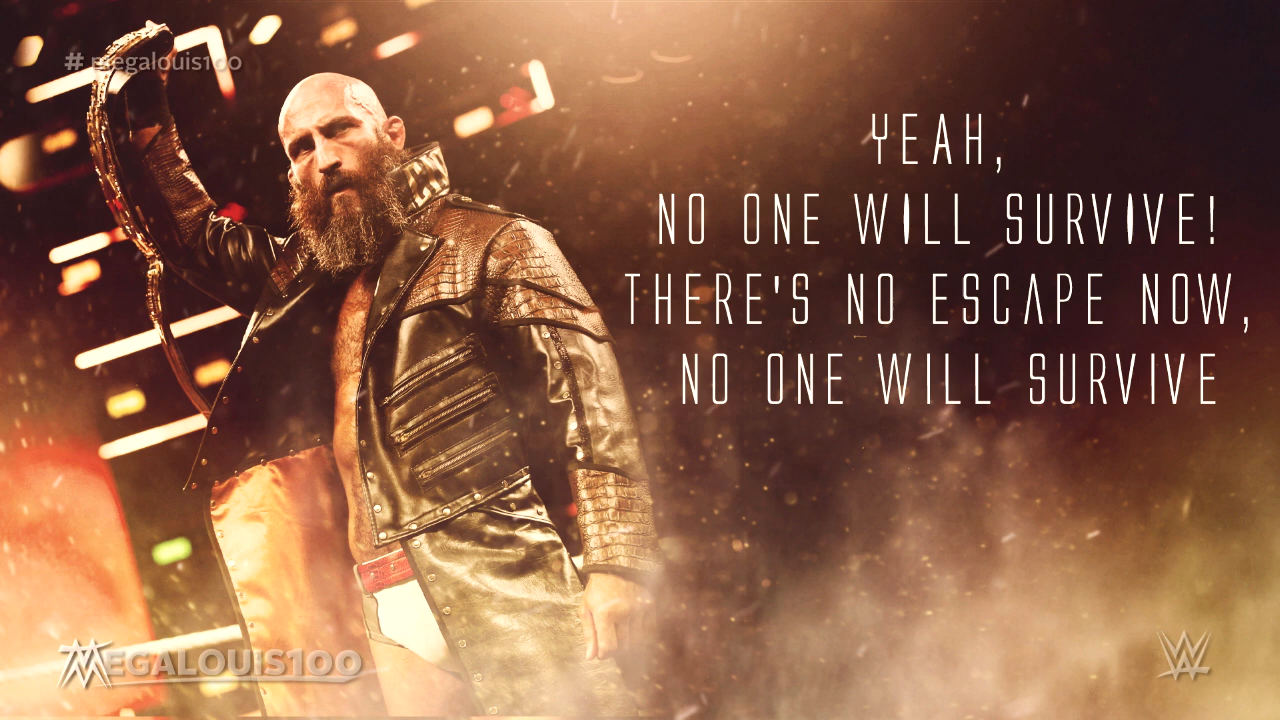 # megalouis100
YEAH,
NO ONE WILL SURVIVE!
THERE'S NO ESCAPE NOW,
NO ONE WILL SURVIVE
MEGALOUIS100
W